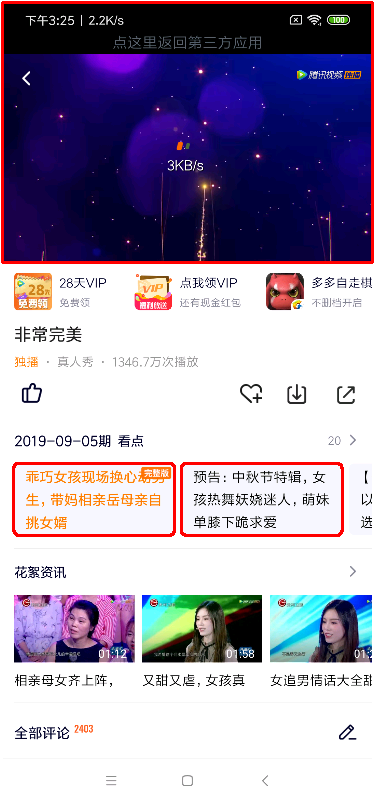 下午3:25 | 2.2K/s
100
点这里返回第三方应用
腾讯视频 独播
3KB/s
28天
免费领
28天VIP
免费领
VIP
点我领VIP
还有现金红包
多多自走棋
不删档开启
非常完美
独播 · 真人秀 · 1346.7万次播放
2019-09-05期 看点
20
完整版
乖巧女孩现场换心动男
生，带妈相亲岳母亲自
挑女婿
预告：中秋节特辑，女
孩热舞妖娆迷人，萌妹
单膝下跪求爱
【
以
选
花絮资讯
01:12
01:58
相亲母女齐上阵，
又甜又虐，女孩真
女追男情话大全甜
全部评论 2403